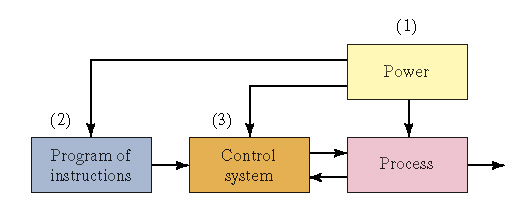 (1)
Power
(2)
(3)
Program of
instructions
Control
system
Process